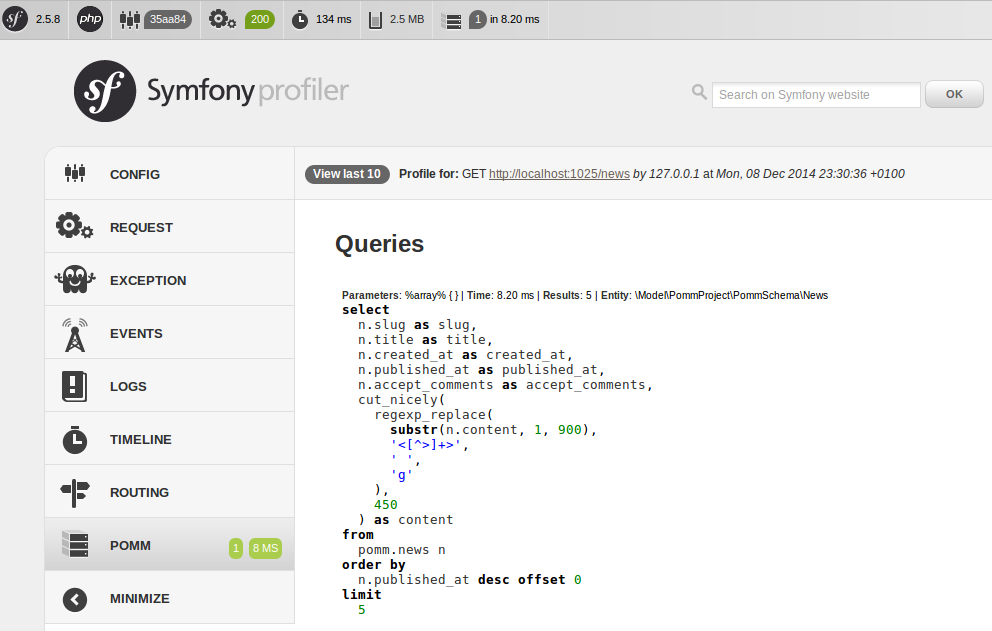 2.5.8 php 35aa84 200 134 ms 2.5 MB 1 in 8.20 ms
sf Symfony profiler
Search on Symfony website OK
CONFIG
REQUEST
EXCEPTION
EVENTS
LOGS
TIMELINE
ROUTING
POMM 1 8 MS
MINIMIZE
View last 10 Profile for: GET http://localhost:1025/news by 127.0.0.1 at Mon, 08 Dec 2014 23:30:36 +0100
Queries
Parameters: %array% { } | Time: 8.20 ms | Results: 5 | Entity: \Model\PommProject\PommSchema\News
select
  n.slug as slug,
  n.title as title,
  n.created_at as created_at,
  n.published_at as published_at,
  n.accept_comments as accept_comments,
  cut_nicely(
    regexp_replace(
      substr(n.content, 1, 900),
      '<[^>]+>',
      ' ',
      'g'
    ),
    450
  ) as content
from
  pomm.news n
order by
  n.published_at desc offset 0
limit
  5